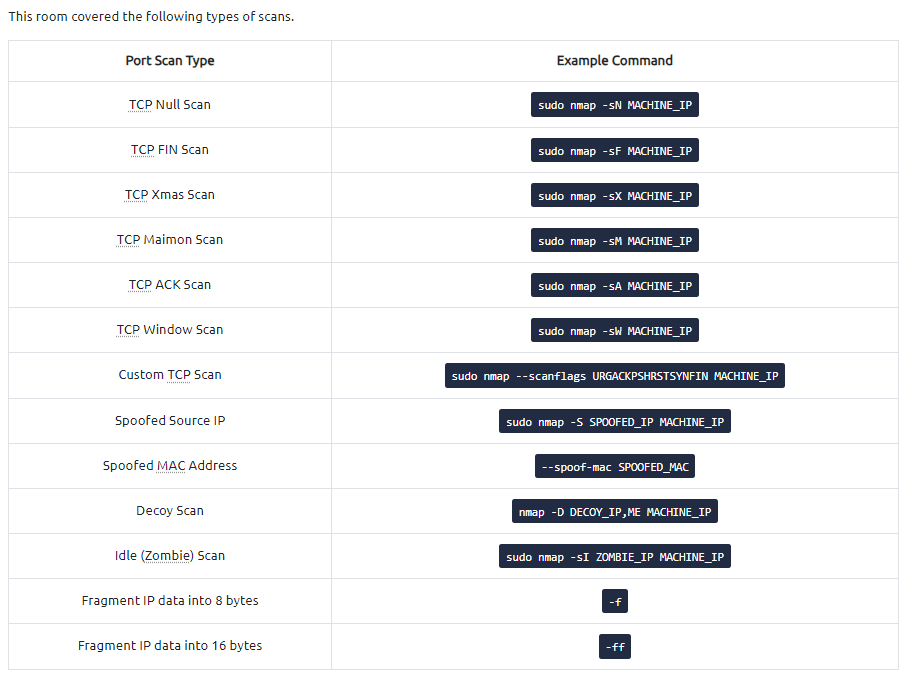 This room covered the following types of scans.
Port Scan Type Example Command
TCP Null Scan sudo nmap -sN MACHINE_IP
TCP FIN Scan sudo nmap -sF MACHINE_IP
TCP Xmas Scan sudo nmap -sX MACHINE_IP
TCP Maimon Scan sudo nmap -sM MACHINE_IP
TCP ACK Scan sudo nmap -sA MACHINE_IP
TCP Window Scan sudo nmap -sW MACHINE_IP
Custom TCP Scan sudo nmap --scanflags URGACKPSHRSTSYNFIN MACHINE_IP
Spoofed Source IP sudo nmap -S SPOOFED_IP MACHINE_IP
Spoofed MAC Address --spoof-mac SPOOFED_MAC
Decoy Scan nmap -D DECOY_IP,ME MACHINE_IP
Idle (Zombie) Scan sudo nmap -sI ZOMBIE_IP MACHINE_IP
Fragment IP data into 8 bytes -f
Fragment IP data into 16 bytes -ff